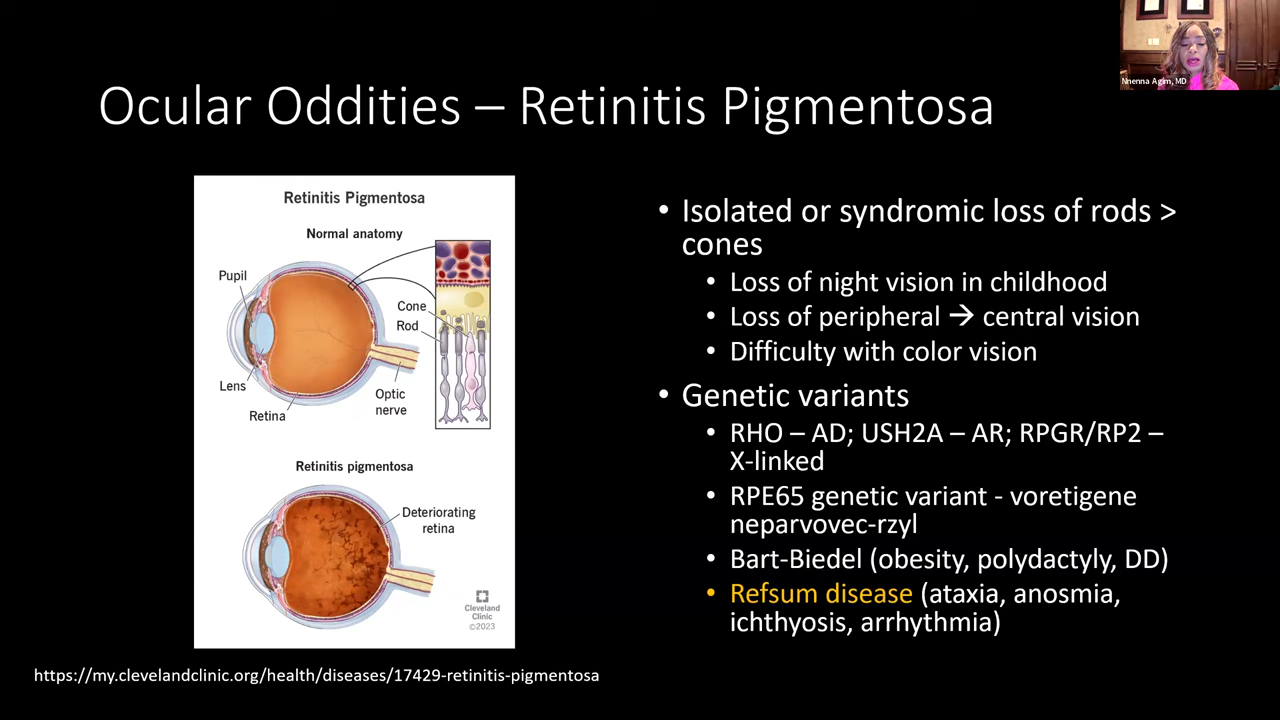 Nnenna Agim, MD
Ocular Oddities – Retinitis Pigmentosa
Retinitis Pigmentosa
Normal anatomy
Pupil
Cone
Rod
Lens
Optic
nerve
Retina
Retinitis pigmentosa
Deteriorating
retina
Cleveland
Clinic
©2023
• Isolated or syndromic loss of rods >
cones
• Loss of night vision in childhood
• Loss of peripheral → central vision
• Difficulty with color vision
• Genetic variants
• RHO – AD; USH2A – AR; RPGR/RP2 –
X-linked
• RPE65 genetic variant - voretigene
neparvovec-rzyl
• Bart-Biedel (obesity, polydactyly, DD)
• Refsum disease (ataxia, anosmia,
ichthyosis, arrhythmia)
https://my.clevelandclinic.org/health/diseases/17429-retinitis-pigmentosa